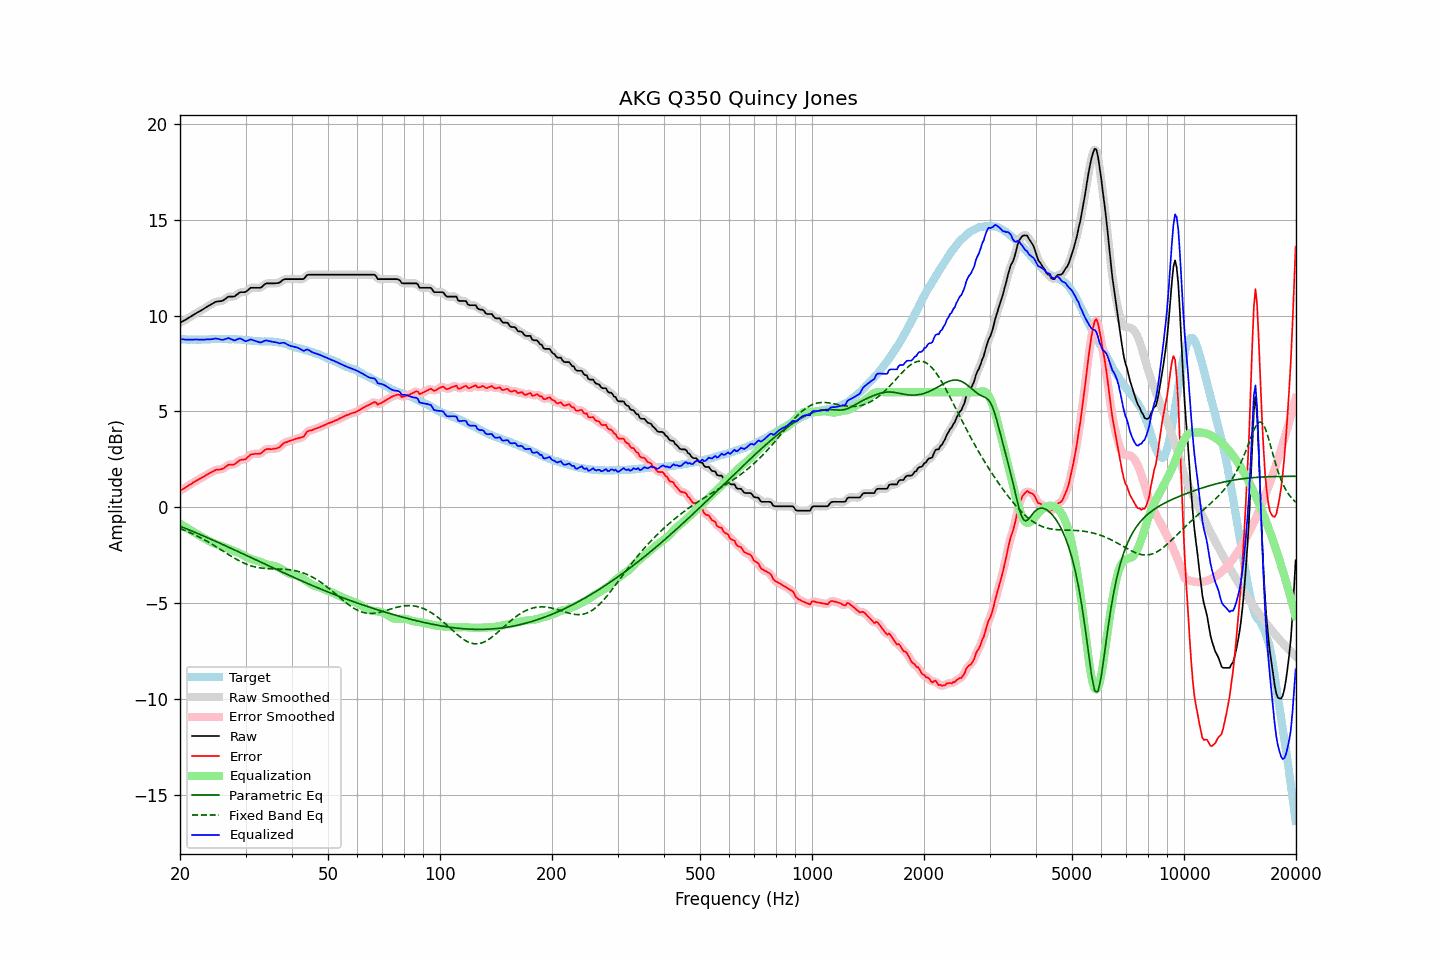 AKG Q350 Quincy Jones
Amplitude (dBr)
20
15
10
5
0
−5
−10
−15
Target
Raw Smoothed
Error Smoothed
Raw
Error
Equalization
Parametric Eq
Fixed Band Eq
Equalized
20 50 100 200 500 1000 2000 5000 10000 20000
Frequency (Hz)